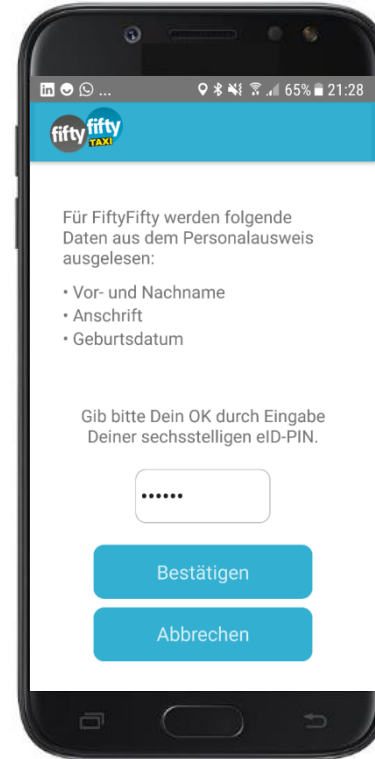 ... 65% 21:28
fifty fifty
TAXI
Für FiftyFifty werden folgende
Daten aus dem Personalausweis
ausgelesen:
• Vor- und Nachname
• Anschrift
• Geburtsdatum
Gib bitte Dein OK durch Eingabe
Deiner sechsstelligen eID-PIN.
••••••
Bestätigen
Abbrechen